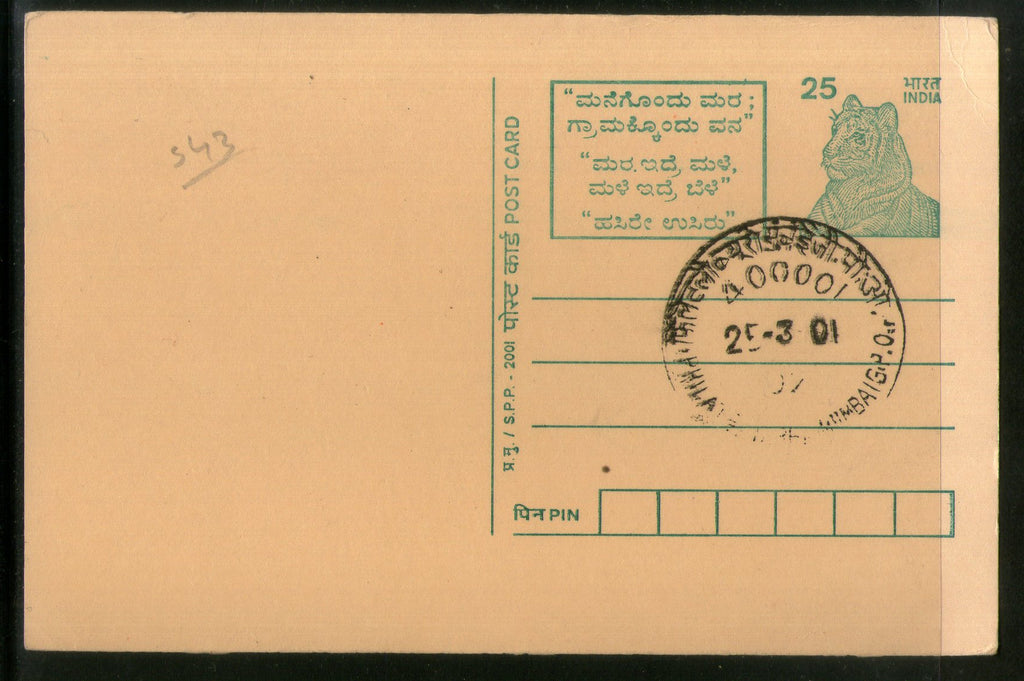 543
प्र.मु. / S.P.P. - 2001 पोस्ट कार्ड POST CARD
“ಮನೆಗೊಂದು ಮರ ;
ಗ್ರಾಮಕ್ಕೊಂದು ವನ”
“ಮರ.ಇದ್ರೆ ಮಳೆ,
ಮಳೆ ಇದ್ರೆ ಬೆಳೆ”
“ಹಸಿರೇ ಉಸಿರು”
25
भारत
INDIA
जी.पी.ओ.
400001
25-3 01
G.P.O.
पिन PIN